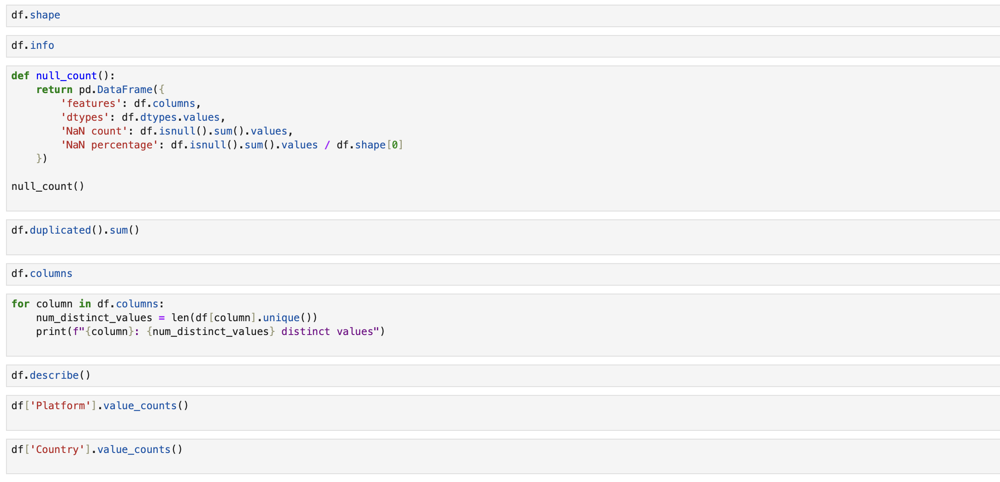 df.shape
df.info
def null_count():
    return pd.DataFrame({
        'features': df.columns,
        'dtypes': df.dtypes.values,
        'NaN count': df.isnull().sum().values,
        'NaN percentage': df.isnull().sum().values / df.shape[0]
    })
null_count()
df.duplicated().sum()
df.columns
for column in df.columns:
    num_distinct_values = len(df[column].unique())
    print(f"{column}: {num_distinct_values} distinct values")
df.describe()
df['Platform'].value_counts()
df['Country'].value_counts()